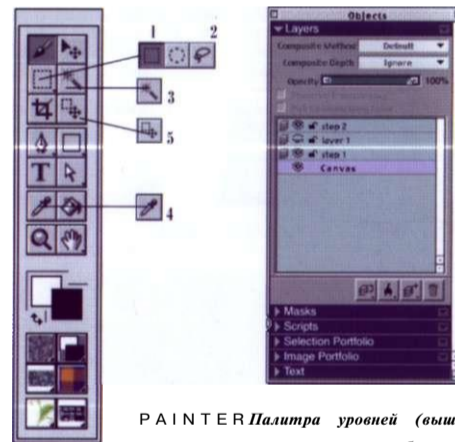 1 2
3
5
4
Objects
Layers
Composite Method Default
Composite Depth Ignore
Opacity 100%
step 2
layer 1
step 1
Canvas
Masks
Scripts
Selection Portfolio
Image Portfolio
Text
T
PAINTER Палитра уровней (выш